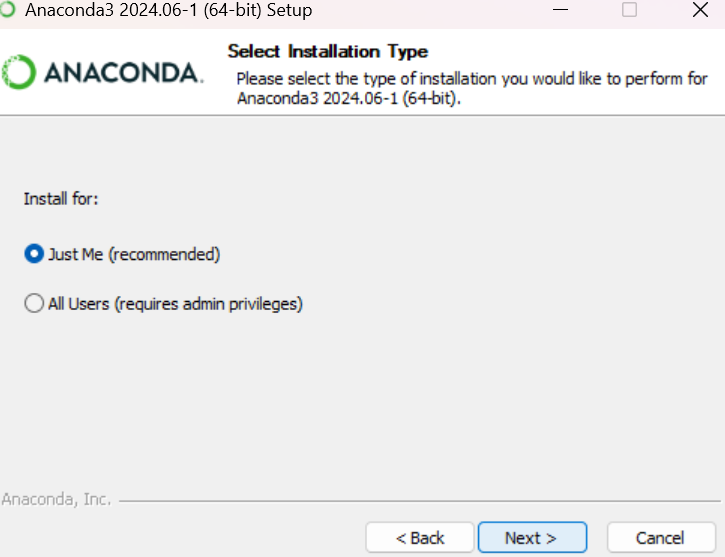 Anaconda3 2024.06-1 (64-bit) Setup
Select Installation Type
ANACONDA.
Please select the type of installation you would like to perform for
Anaconda3 2024.06-1 (64-bit).
Install for:
Just Me (recommended)
All Users (requires admin privileges)
Anaconda, Inc.
< Back
Next >
Cancel